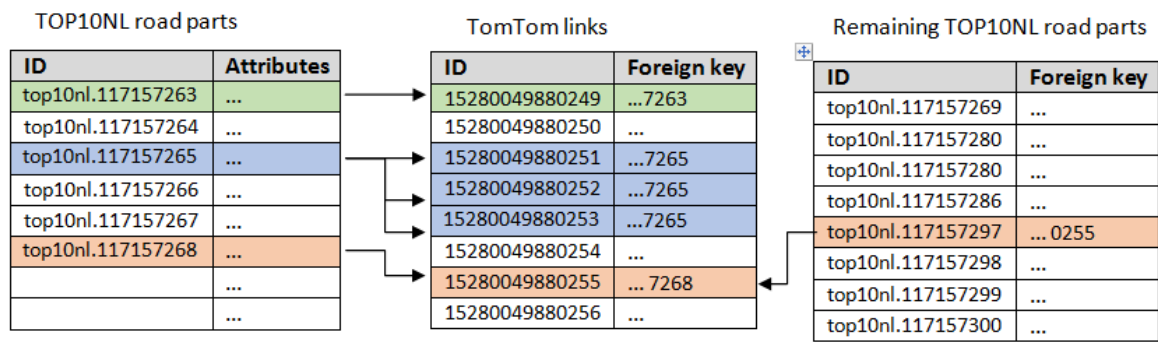 TOP10NL road parts
ID Attributes
top10nl.117157263 ...
top10nl.117157264 ...
top10nl.117157265 ...
top10nl.117157266 ...
top10nl.117157267 ...
top10nl.117157268 ...
...
...
TomTom links
ID Foreign key
15280049880249 ...7263
15280049880250 ...
15280049880251 ...7265
15280049880252 ...7265
15280049880253 ...7265
15280049880254 ...
15280049880255 ... 7268
15280049880256 ...
Remaining TOP10NL road parts
ID Foreign key
top10nl.117157269 ...
top10nl.117157280 ...
top10nl.117157280 ...
top10nl.117157286 ...
top10nl.117157297 ... 0255
top10nl.117157298 ...
top10nl.117157299 ...
top10nl.117157300 ...